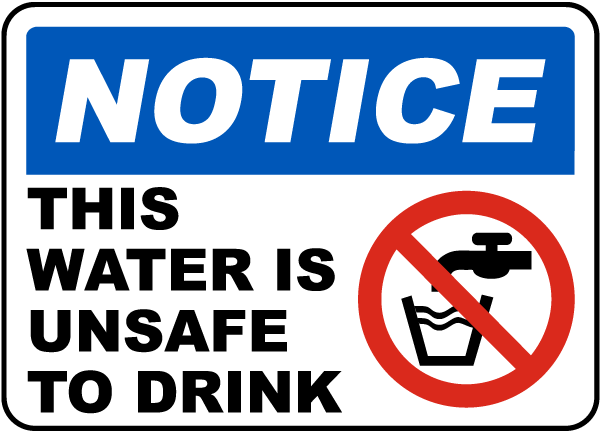 NOTICE
THIS
WATER IS
UNSAFE
TO DRINK